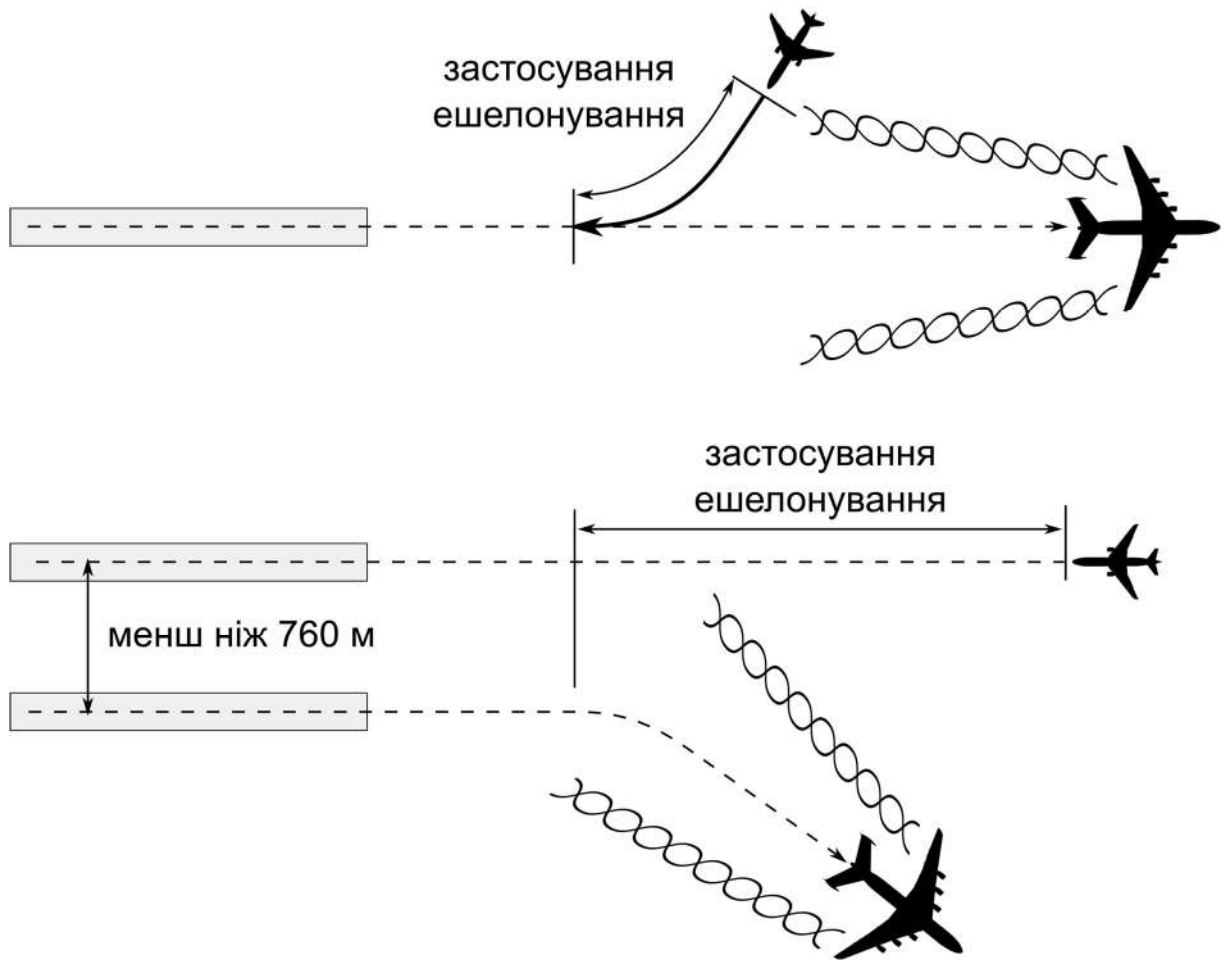 застосування
ешелонування
застосування
ешелонування
менш ніж 760 м